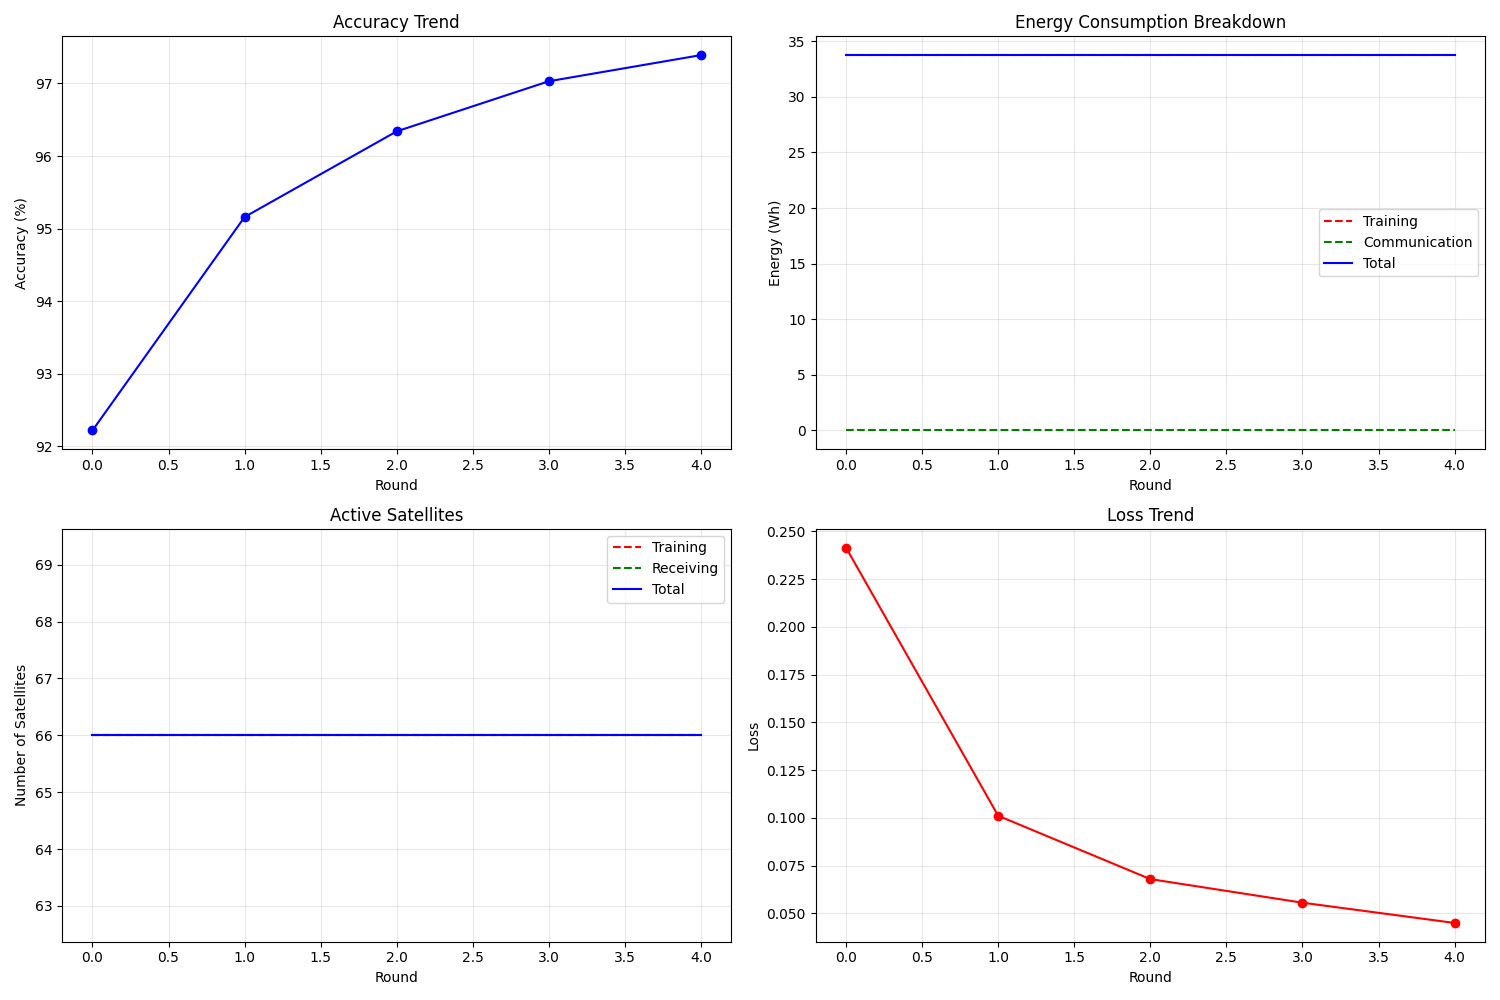 Accuracy Trend
Accuracy (%)
97
96
95
94
93
92
0.0 0.5 1.0 1.5 2.0 2.5 3.0 3.5 4.0
Round
Energy Consumption Breakdown
Energy (Wh)
35
30
25
20
15
10
5
0
Training
Communication
Total
0.0 0.5 1.0 1.5 2.0 2.5 3.0 3.5 4.0
Round
Active Satellites
Number of Satellites
69
68
67
66
65
64
63
Training
Receiving
Total
0.0 0.5 1.0 1.5 2.0 2.5 3.0 3.5 4.0
Round
Loss Trend
Loss
0.250
0.225
0.200
0.175
0.150
0.125
0.100
0.075
0.050
0.0 0.5 1.0 1.5 2.0 2.5 3.0 3.5 4.0
Round